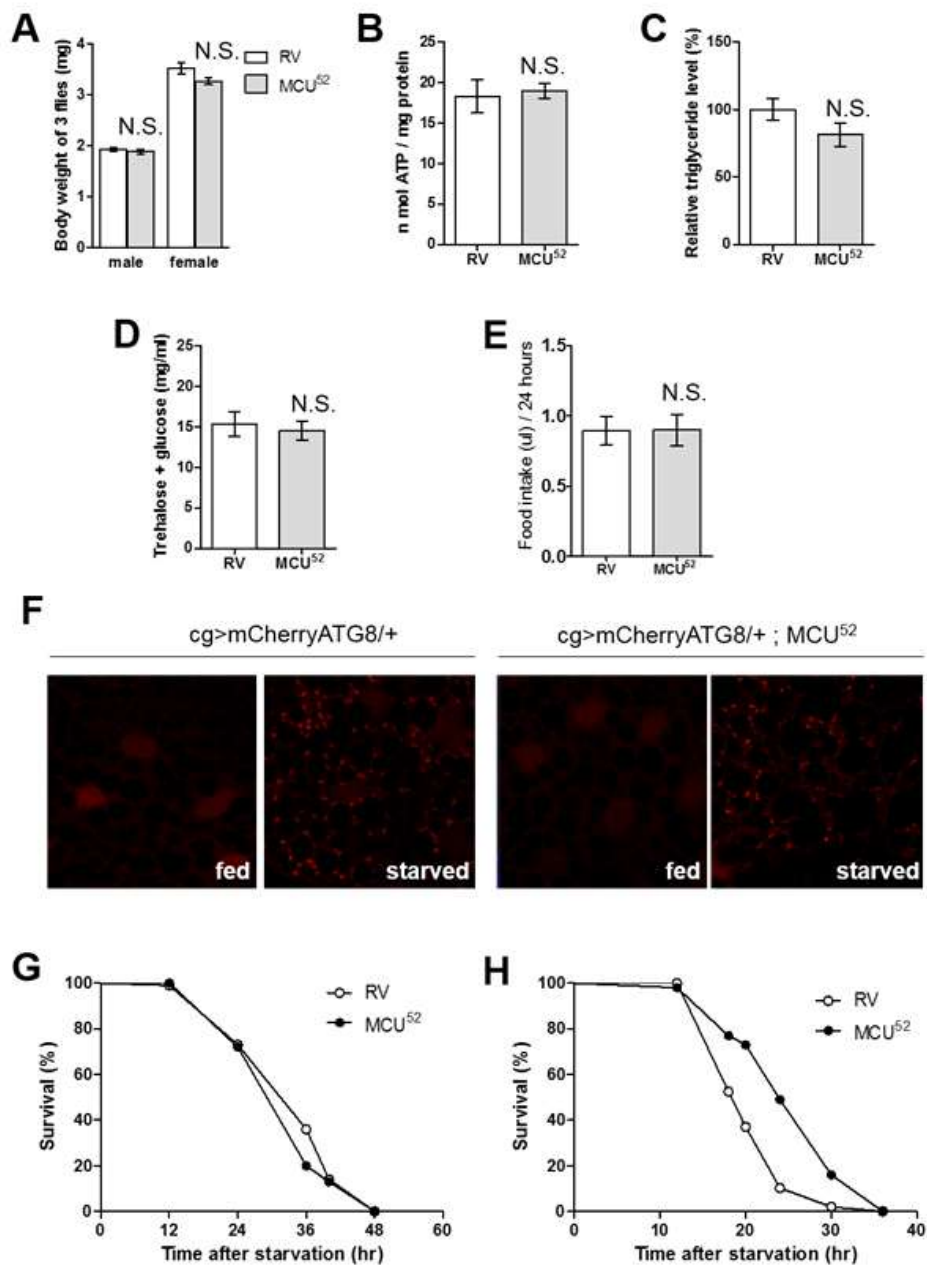 A
Body weight of 3 flies (mg)
4
3
2
1
0
N.S.
N.S.
male
female
RV
MCU⁵²
B
n mol ATP / mg protein
25
20
15
10
5
0
N.S.
RV
MCU⁵²
C
Relative triglyceride level (%)
150
100
50
0
RV
MCU⁵²
D
Trehalose + glucose (mg/ml)
25
20
15
10
5
0
N.S.
RV
MCU⁵²
E
Food intake (ul) / 24 hours
1.5
1.0
0.5
0.0
N.S.
RV
MCU⁵²
F
cg>mCherryATG8/+
cg>mCherryATG8/+ ; MCU⁵²
fed
starved
fed
starved
G
Survival (%)
100
80
60
40
20
0
0 12 24 36 48 60
Time after starvation (hr)
RV
MCU⁵²
H
Survival (%)
100
80
60
40
20
0
0 10 20 30 40
Time after starvation (hr)
RV
MCU⁵²